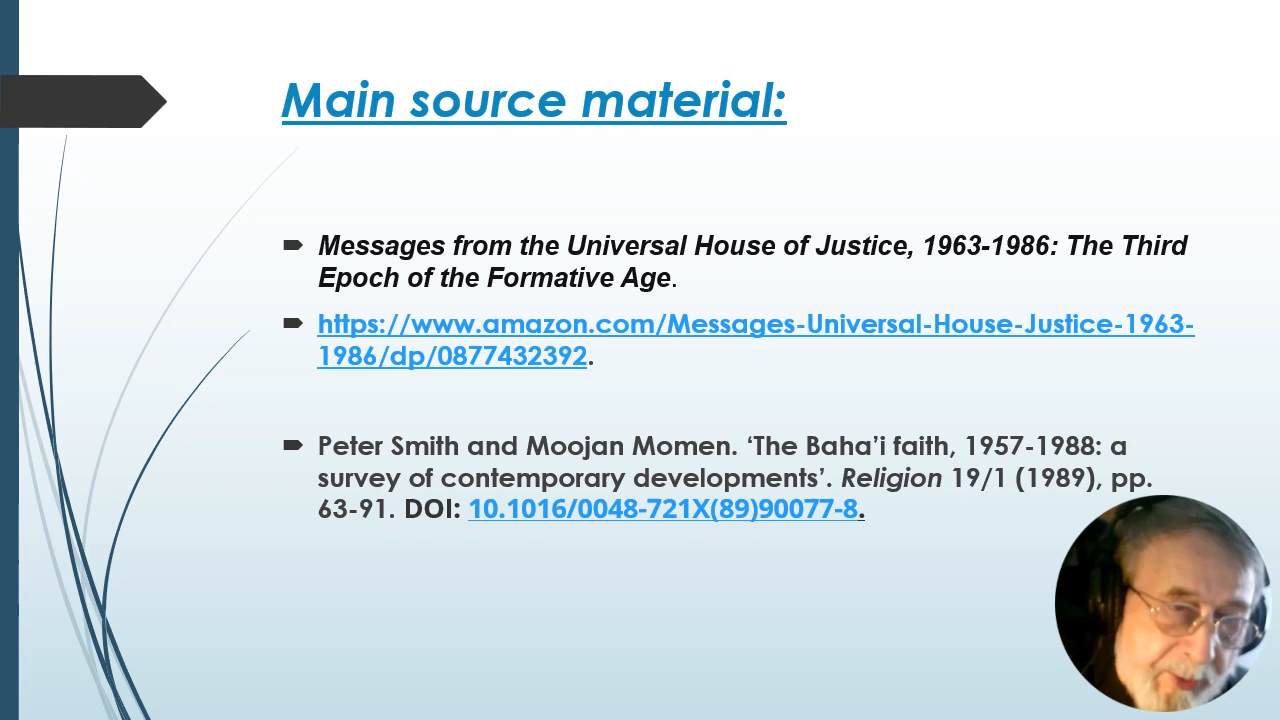 Main source material:
Messages from the Universal House of Justice, 1963-1986: The Third
Epoch of the Formative Age.
https://www.amazon.com/Messages-Universal-House-Justice-1963-
1986/dp/0877432392.
Peter Smith and Moojan Momen. ‘The Baha’i faith, 1957-1988: a
survey of contemporary developments’. Religion 19/1 (1989), pp.
63-91. DOI: 10.1016/0048-721X(89)90077-8.